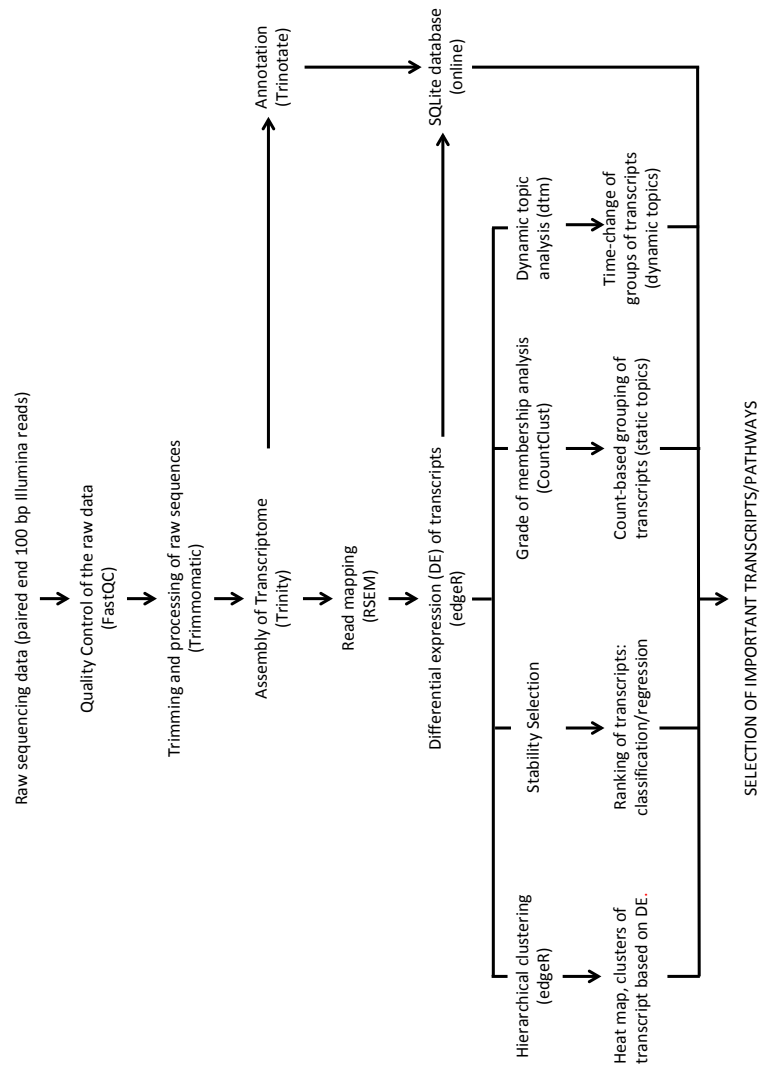 Raw sequencing data (paired end 100 bp Illumina reads)
Quality Control of the raw data
(FastQC)
Trimming and processing of raw sequences
(Trimmomatic)
Assembly of Transcriptome
(Trinity)
Annotation
(Trinotate)
Read mapping
(RSEM)
Differential expression (DE) of transcripts
(edgeR)
SQLite database
(online)
Hierarchical clustering
(edgeR)
Stability Selection
Grade of membership analysis
(CountClust)
Dynamic topic
analysis (dtm)
Heat map, clusters of
transcript based on DE.
Ranking of transcripts:
classification/regression
Count-based grouping of
transcripts (static topics)
Time-change of
groups of transcripts
(dynamic topics)
SELECTION OF IMPORTANT TRANSCRIPTS/PATHWAYS